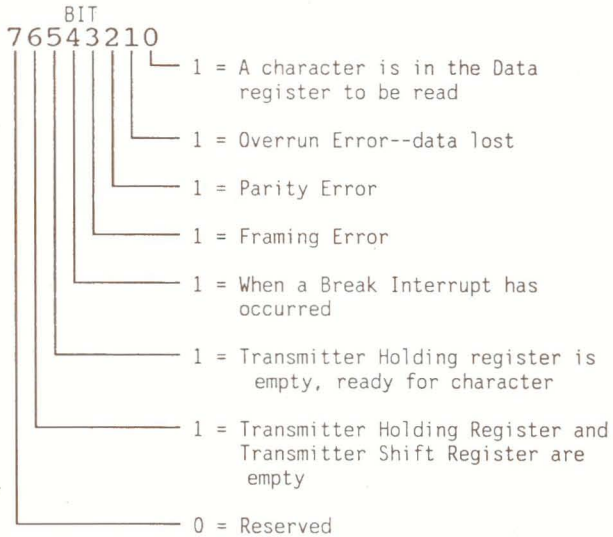 BIT
76543210
1 = A character is in the Data
register to be read
1 = Overrun Error--data lost
1 = Parity Error
1 = Framing Error
1 = When a Break Interrupt has
occurred
1 = Transmitter Holding register is
empty, ready for character
1 = Transmitter Holding Register and
Transmitter Shift Register are
empty
0 = Reserved